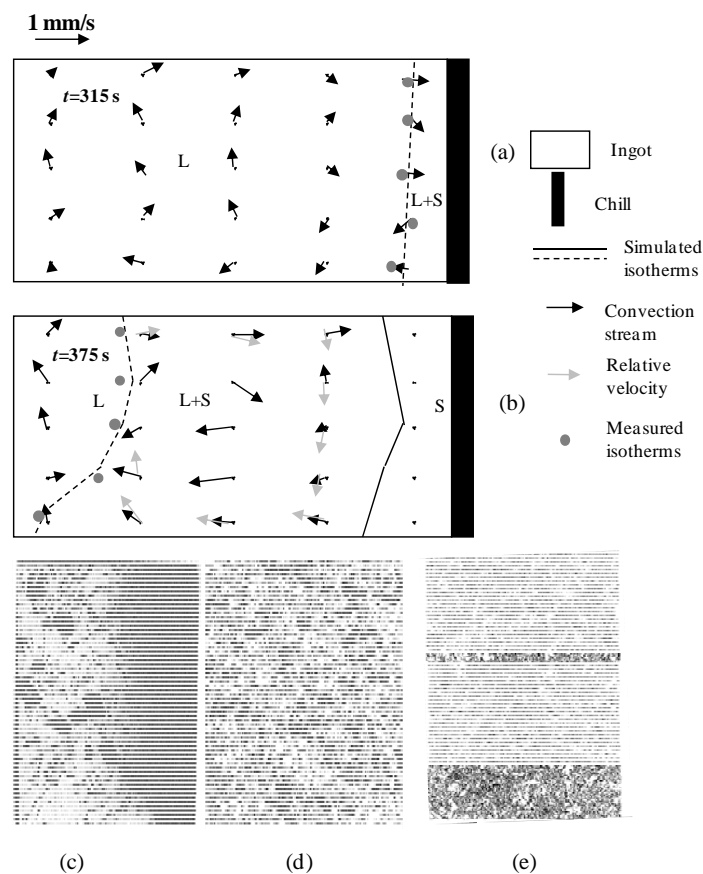 1 mm/s
t=315 s
L
L+S
(a)
Ingot
Chill
Simulated
isotherms
Convection
stream
Relative
velocity
Measured
isotherms
t=375 s
L
L+S
S
(b)
(c)
(d)
(e)